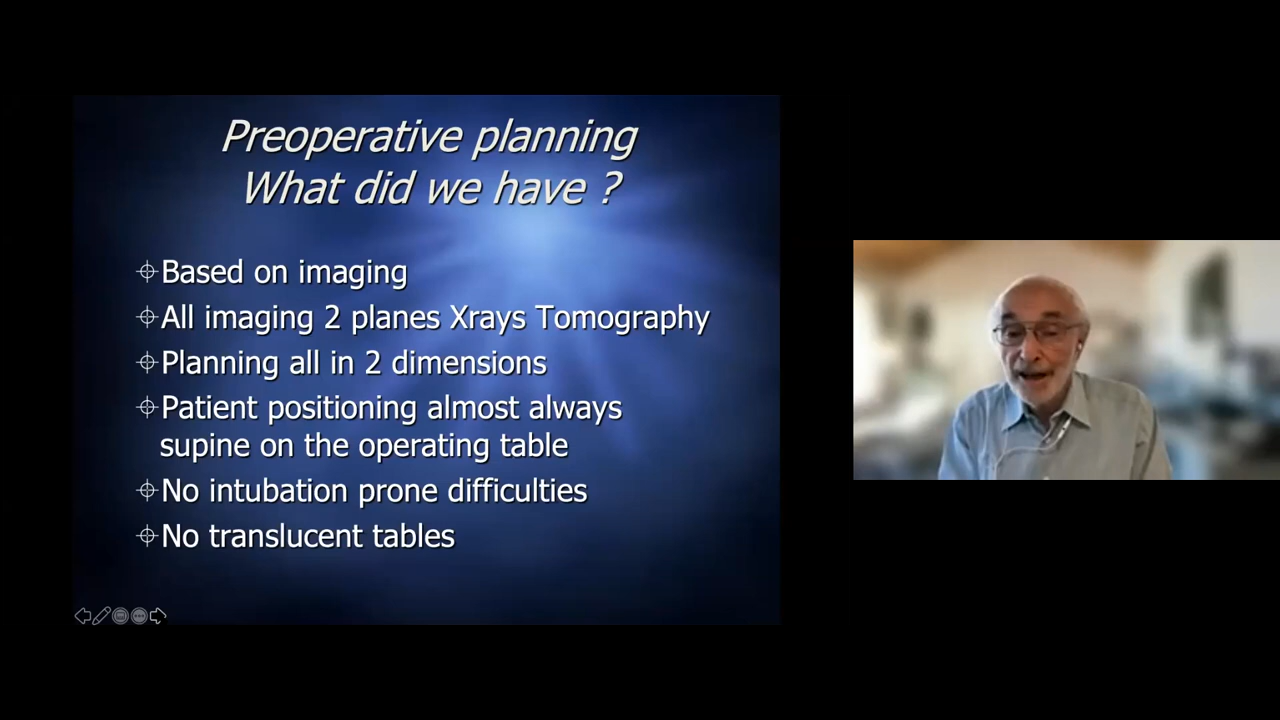 Preoperative planning
What did we have ?
Based on imaging
All imaging 2 planes Xrays Tomography
Planning all in 2 dimensions
Patient positioning almost always
supine on the operating table
No intubation prone difficulties
No translucent tables